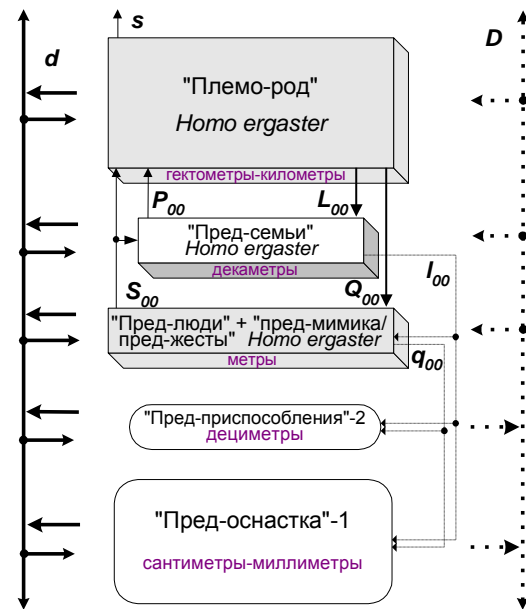 s
d
D
"Племо-род"
Homo ergaster
гектометры-километры
P00
L00
"Пред-семьи"
Homo ergaster
декаметры
l00
S00
Q00
"Пред-люди" + "пред-мимика/
пред-жесты" Homo ergaster
метры
q00
"Пред-приспособления"-2
дециметры
"Пред-оснастка"-1
сантиметры-миллиметры